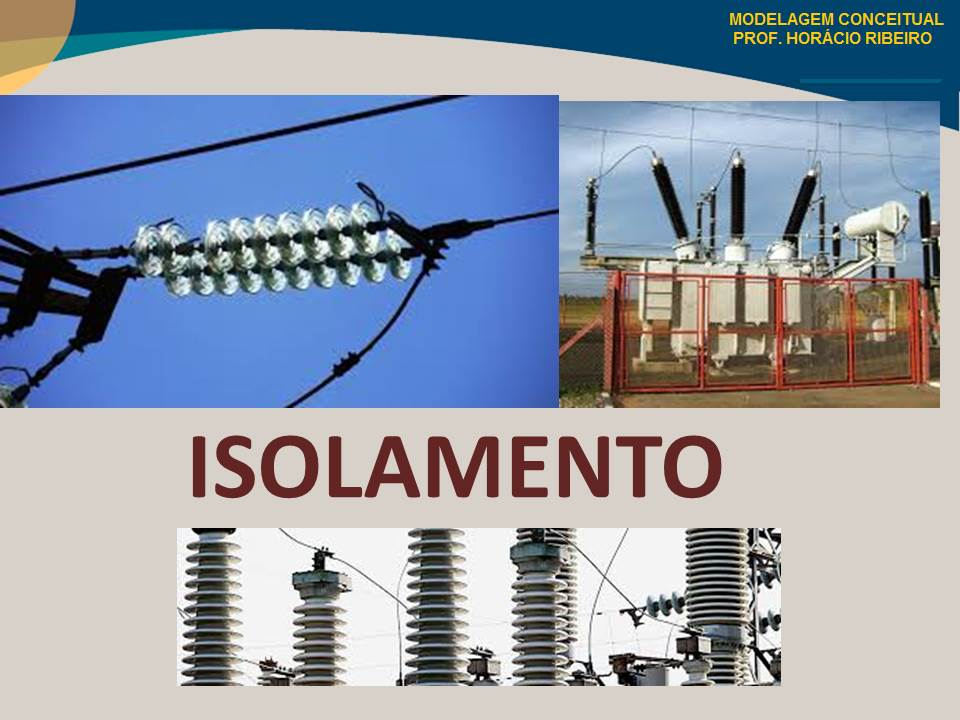 MODELAGEM CONCEITUAL
PROF. HORÁCIO RIBEIRO
ISOLAMENTO